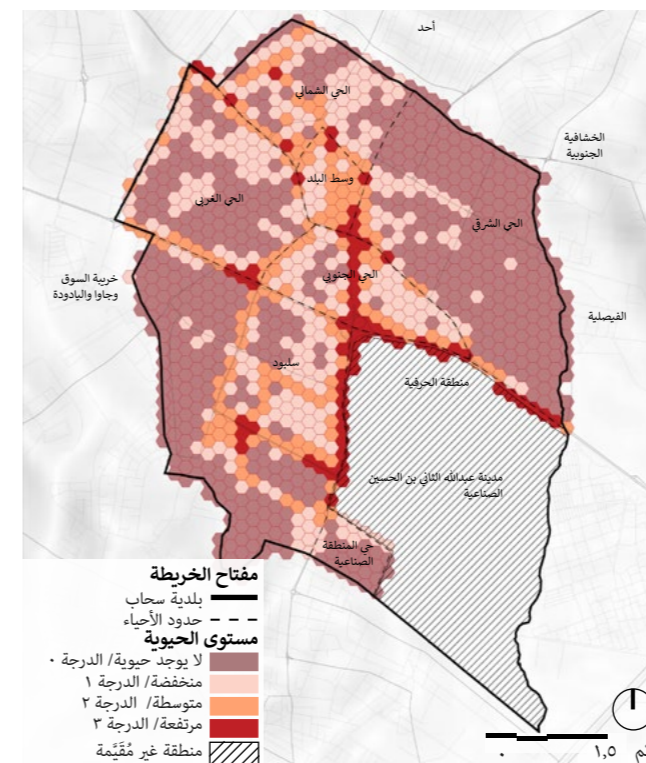 أحد
الحي الشمالي
الخشافية
الجنوبية
وسط البلد
الحي الغربي
الحي الشرقي
خريبة السوق
وجاوا واليادودة
الحي الجنوبي
الفيصلية
سلبود
منطقة الحرفية
مدينة عبدالله الثاني بن الحسين
الصناعية
حي المنطقة
الصناعية
مفتاح الخريطة
بلدية سحاب
حدود الأحياء
مستوى الحيوية
لا يوجد حيوية/ الدرجة ٠
منخفضة/ الدرجة ١
متوسطة/ الدرجة ٢
مرتفعة/ الدرجة ٣
منطقة غير مُقَيَّمة
٠ ١,٥